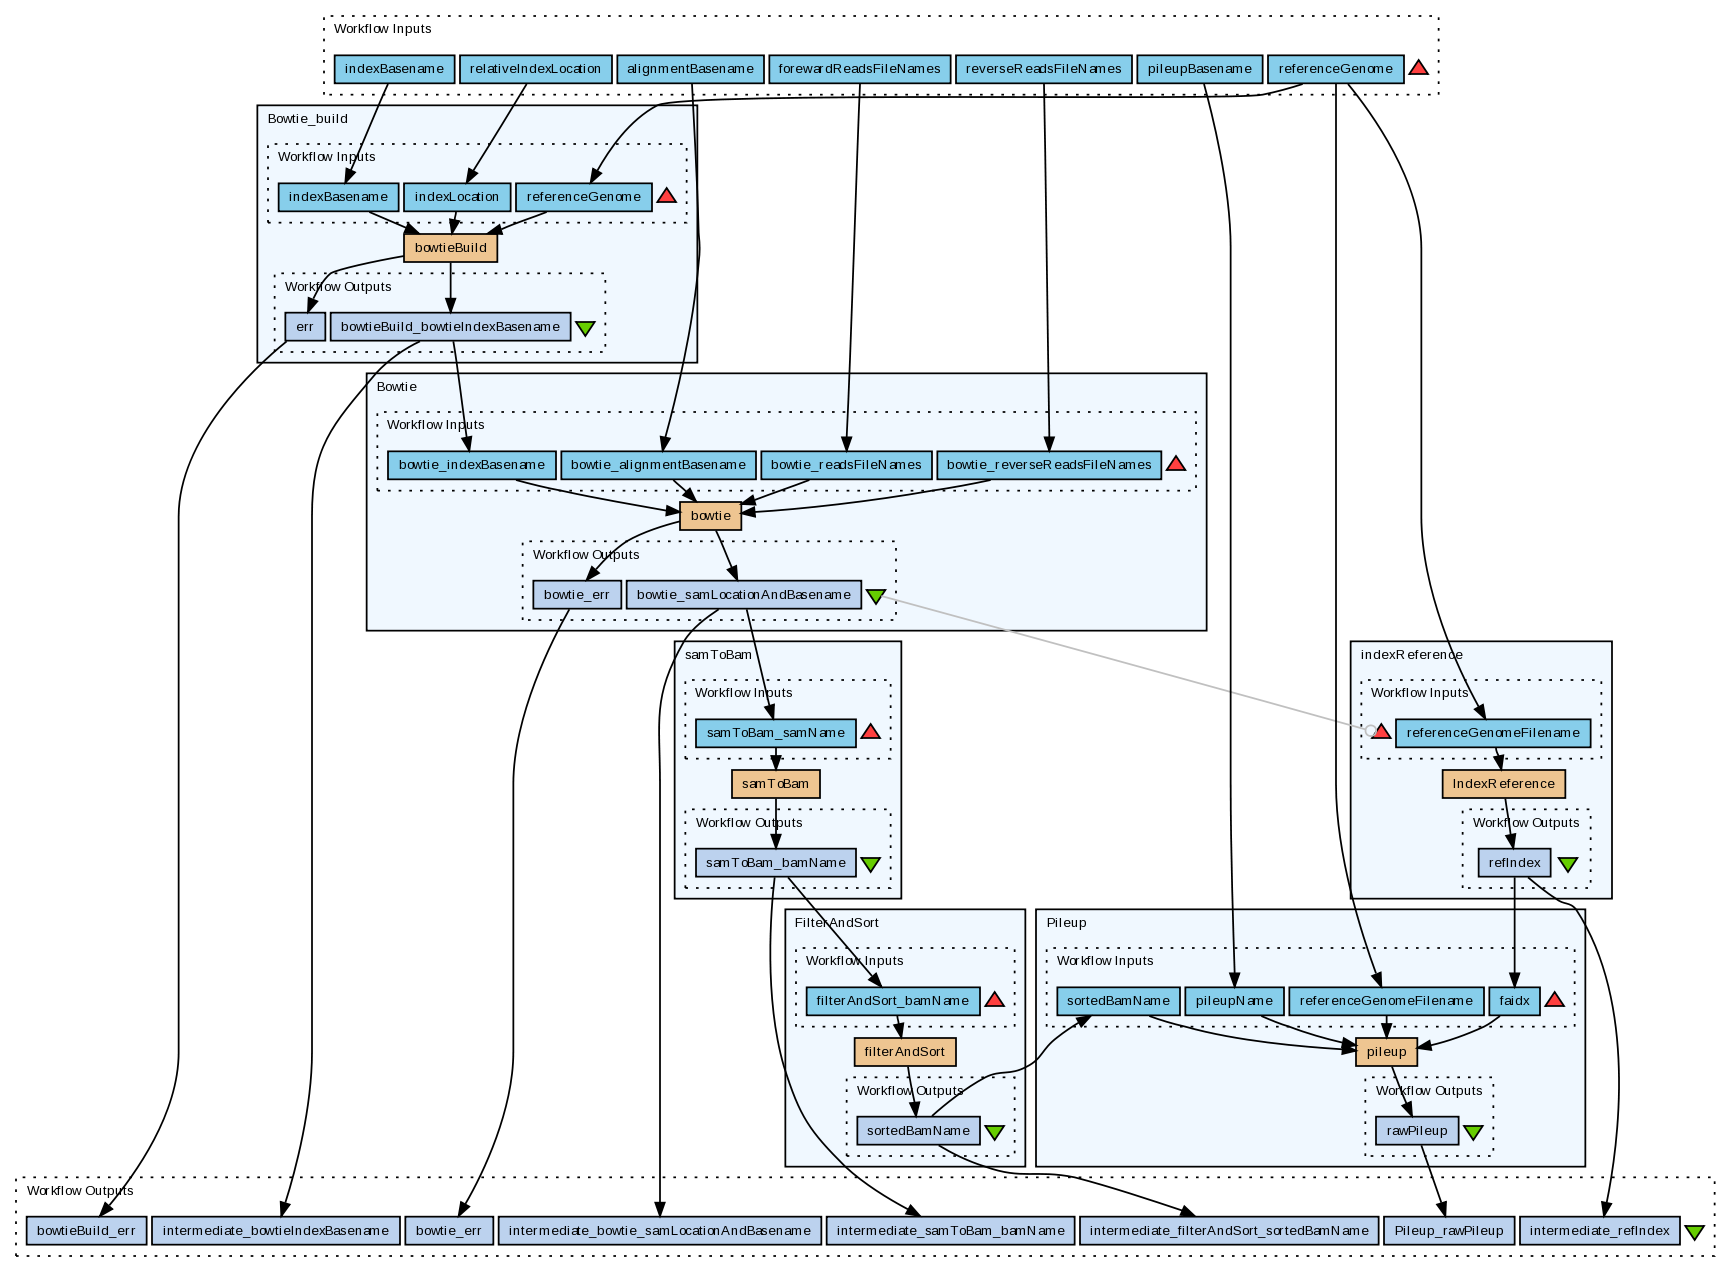 Workflow Inputs
indexBasename
relativeIndexLocation
alignmentBasename
forewardReadsFileNames
reverseReadsFileNames
pileupBasename
referenceGenome
Bowtie_build
Workflow Inputs
indexBasename
indexLocation
referenceGenome
bowtieBuild
Workflow Outputs
err
bowtieBuild_bowtieIndexBasename
Bowtie
Workflow Inputs
bowtie_indexBasename
bowtie_alignmentBasename
bowtie_readsFileNames
bowtie_reverseReadsFileNames
bowtie
Workflow Outputs
bowtie_err
bowtie_samLocationAndBasename
samToBam
Workflow Inputs
samToBam_samName
samToBam
Workflow Outputs
samToBam_bamName
indexReference
Workflow Inputs
referenceGenomeFilename
IndexReference
Workflow Outputs
refIndex
FilterAndSort
Workflow Inputs
filterAndSort_bamName
filterAndSort
Workflow Outputs
sortedBamName
Pileup
Workflow Inputs
sortedBamName
pileupName
referenceGenomeFilename
faidx
pileup
Workflow Outputs
rawPileup
Workflow Outputs
bowtieBuild_err
intermediate_bowtieIndexBasename
bowtie_err
intermediate_bowtie_samLocationAndBasename
intermediate_samToBam_bamName
intermediate_filterAndSort_sortedBamName
Pileup_rawPileup
intermediate_refIndex